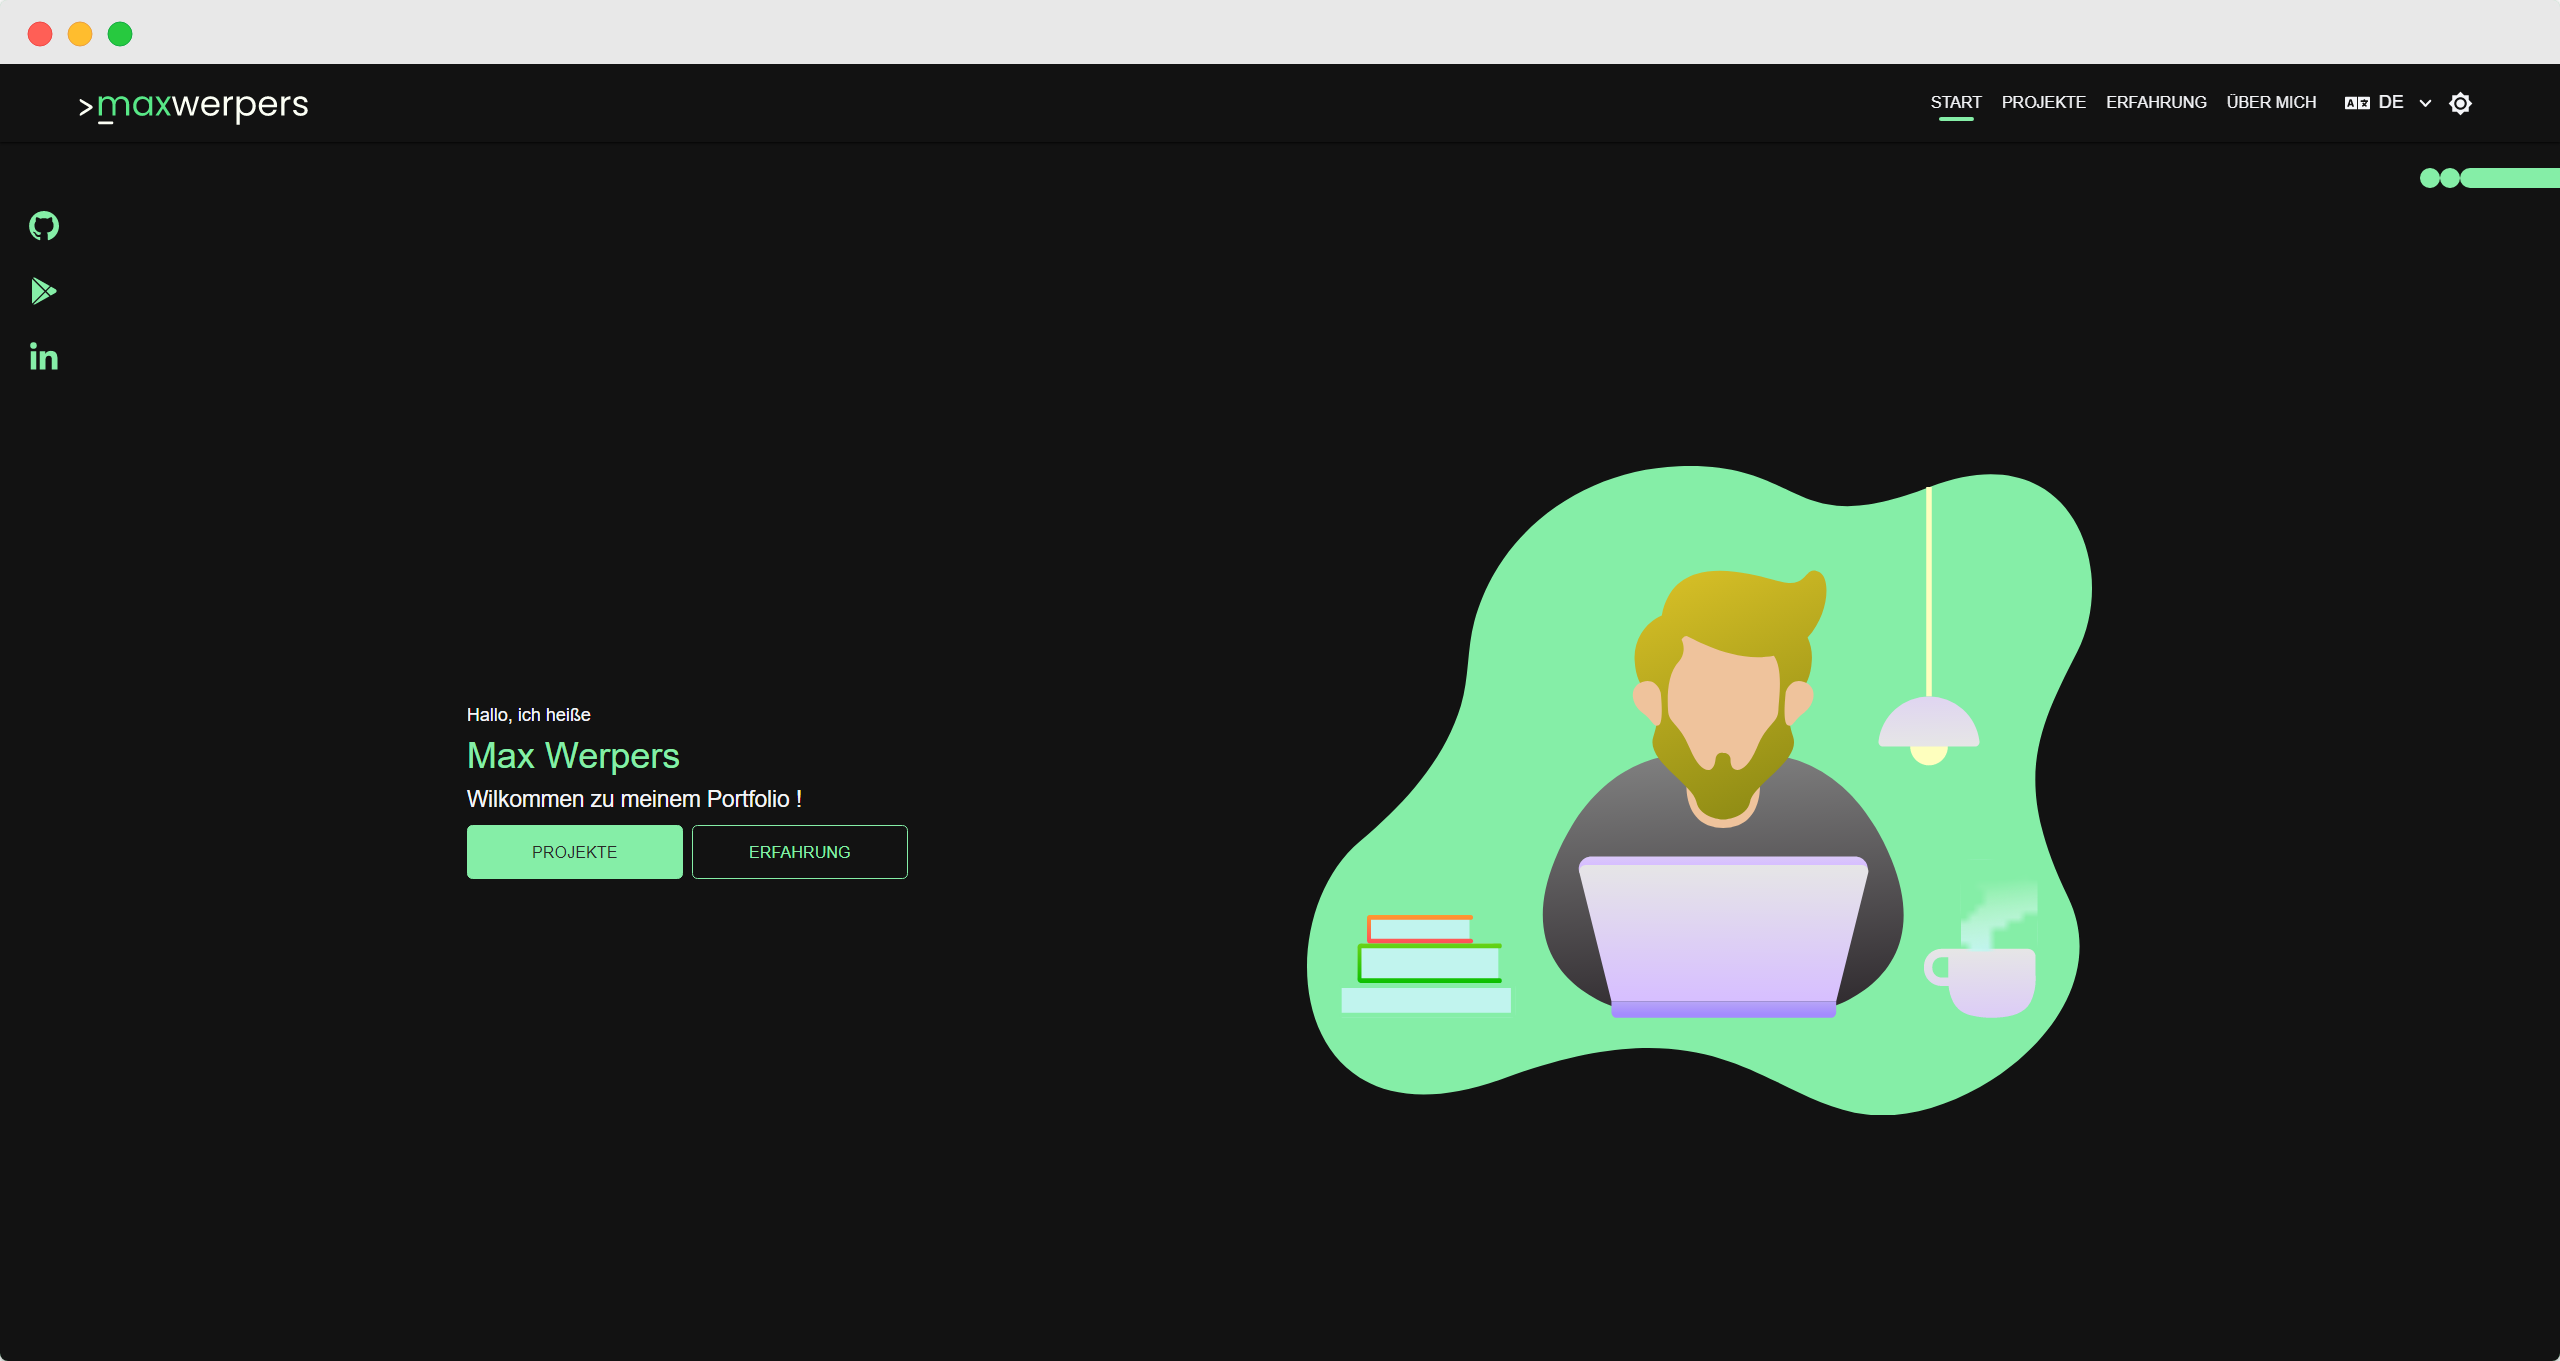 >_maxwerpers
START PROJEKTE ERFAHRUNG ÜBER MICH DE
Hallo, ich heiße
Max Werpers
Wilkommen zu meinem Portfolio !
PROJEKTE ERFAHRUNG